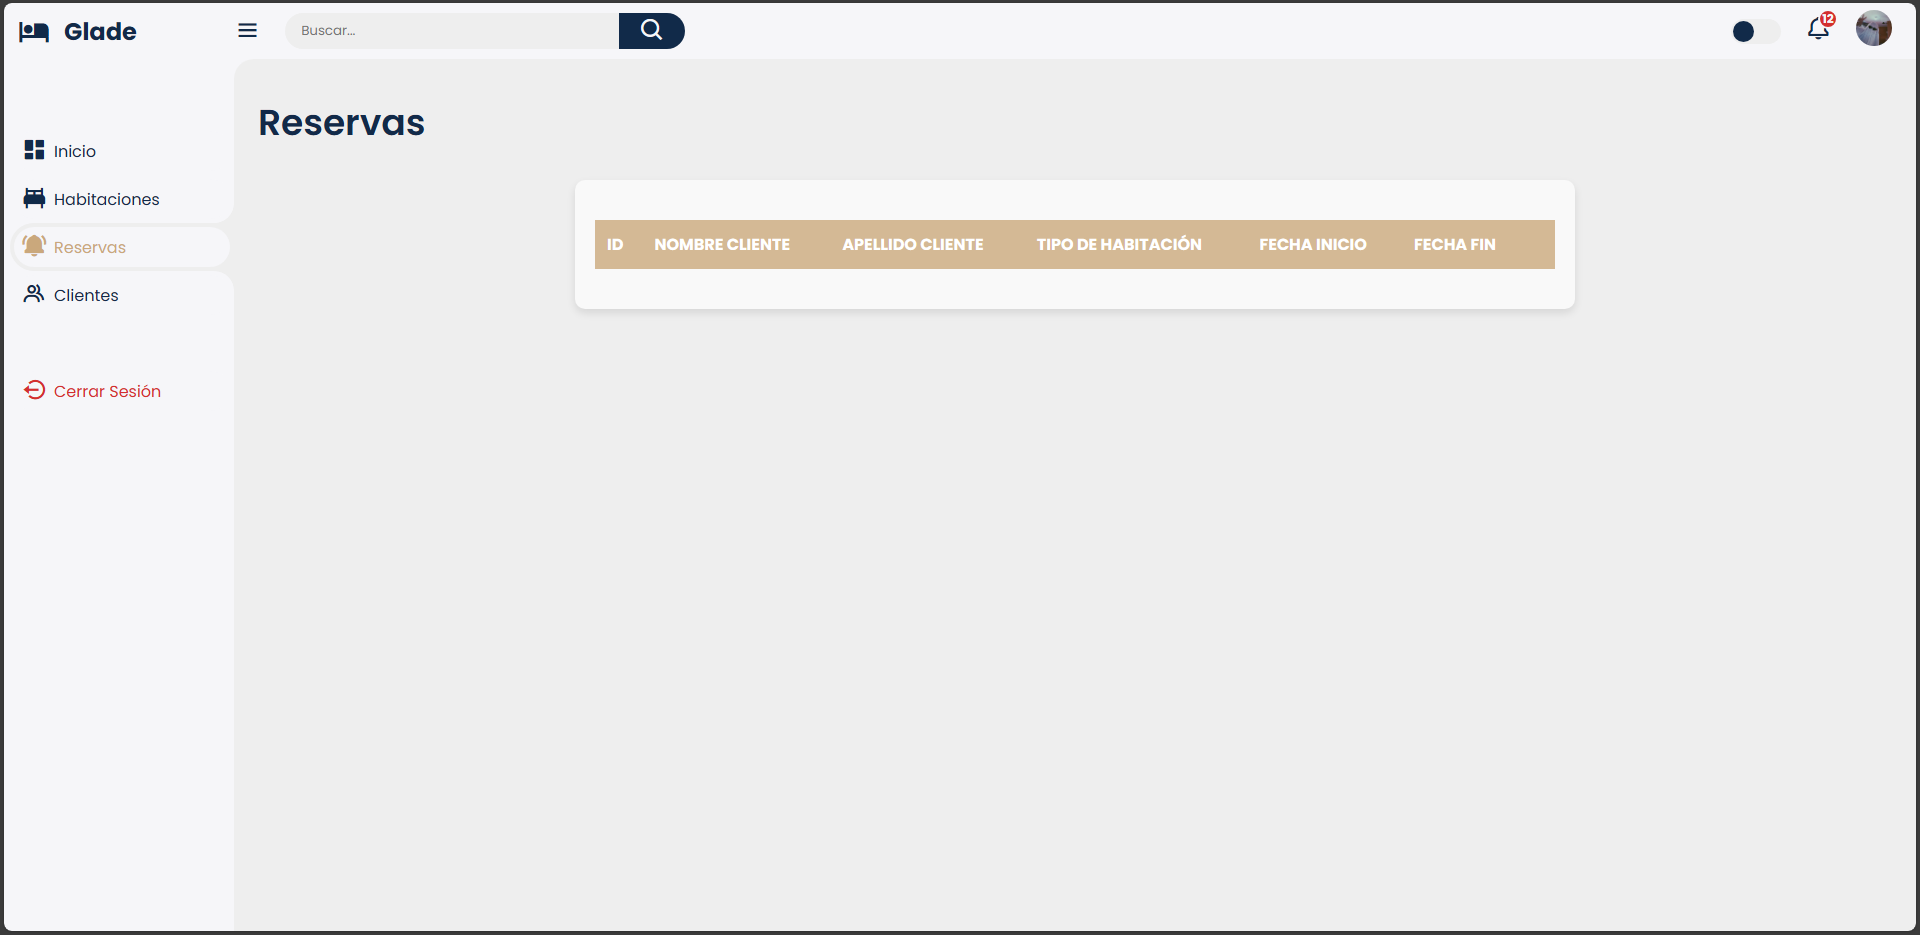 Glade
Buscar...
12
Reservas
Inicio
Habitaciones
Reservas
Clientes
Cerrar Sesión
ID NOMBRE CLIENTE APELLIDO CLIENTE TIPO DE HABITACIÓN FECHA INICIO FECHA FIN